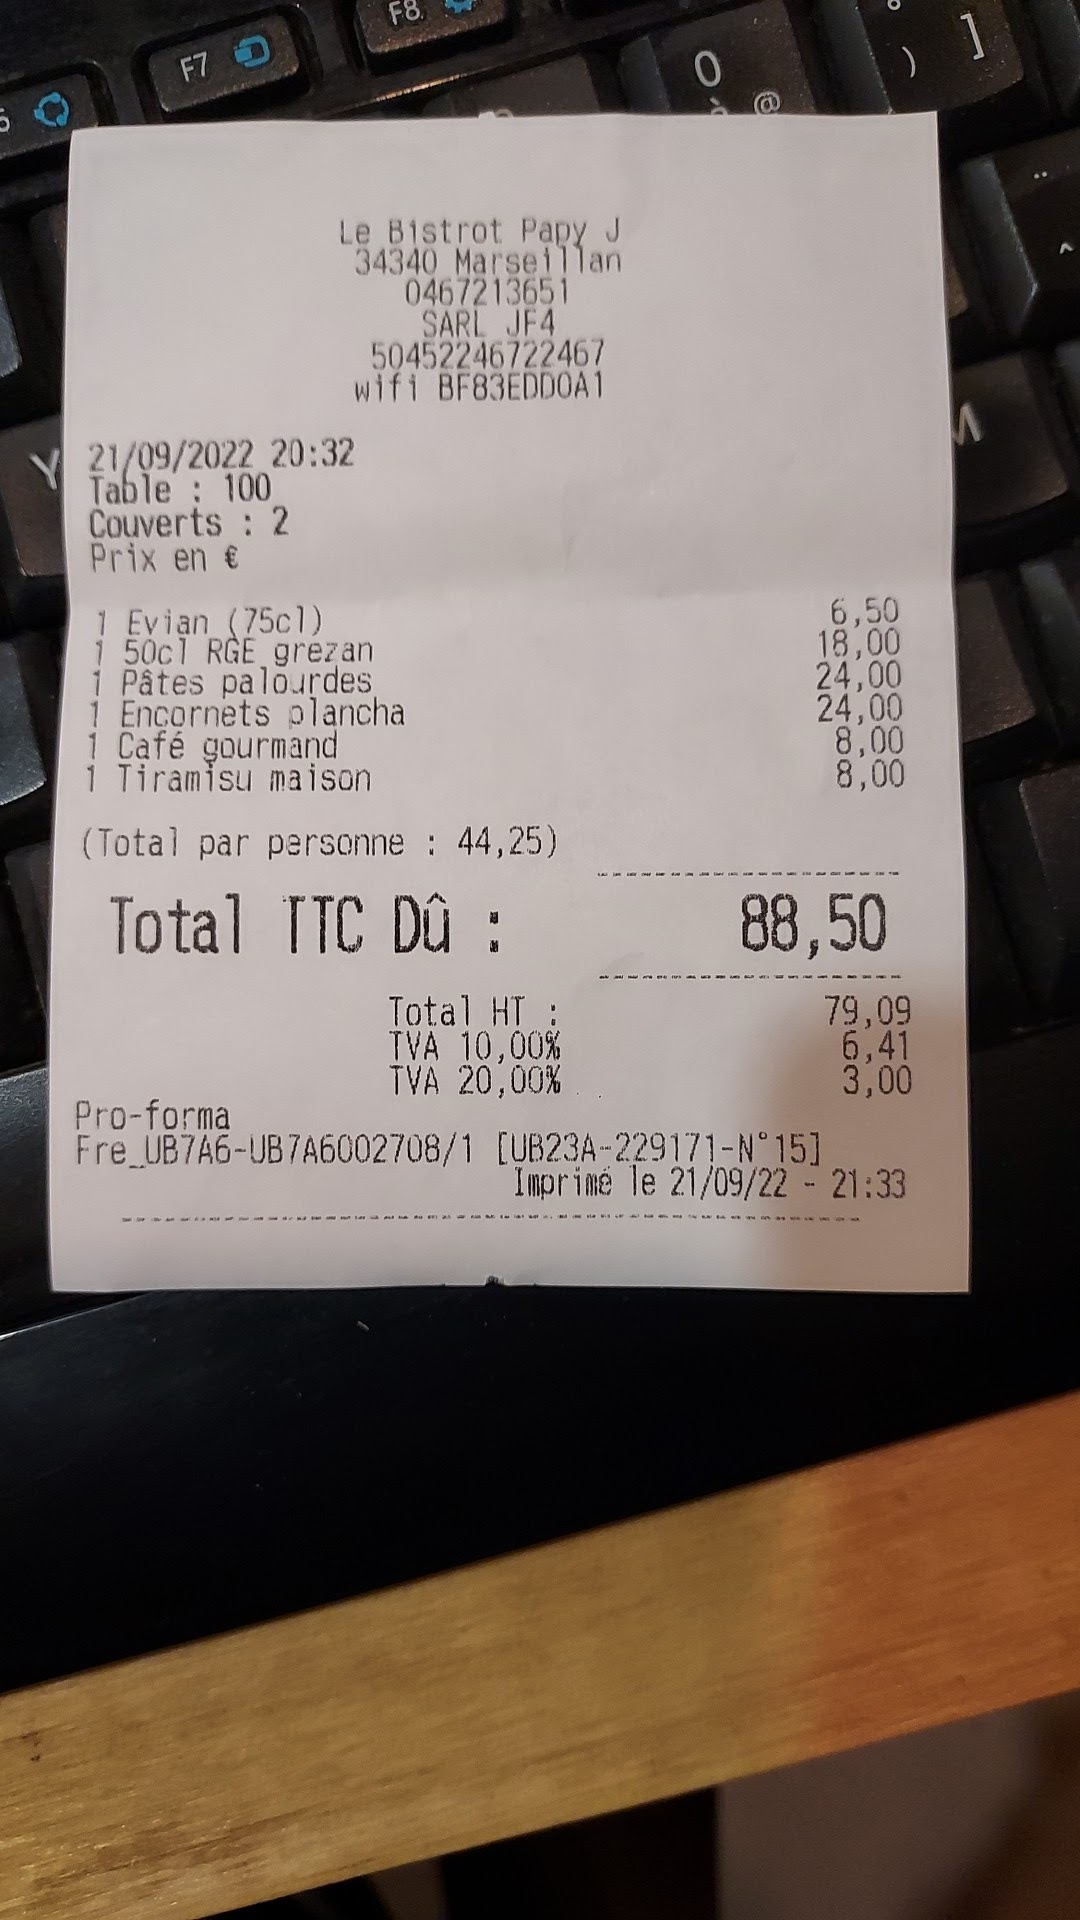 F7
F8
0
à @
° ) ]
¨
^
Y
M
Le Bistrot Papy J
34340 Marseillan
0467213651
SARL JF4
50452246722467
wifi BF83EDD0A1
21/09/2022 20:32
Table : 100
Couverts : 2
Prix en €
1 Evian (75cl) 6,50
1 50cl RGE grezan 18,00
1 Pâtes palourdes 24,00
1 Encornets plancha 24,00
1 Café gourmand 8,00
1 Tiramisu maison 8,00
(Total par personne : 44,25)
Total TTC Dû : 88,50
Total HT : 79,09
TVA 10,00% 6,41
TVA 20,00% 3,00
Pro-forma
Fre_UB7A6-UB7A6002708/1 [UB23A-229171-N°15]
Imprimé le 21/09/22 - 21:33